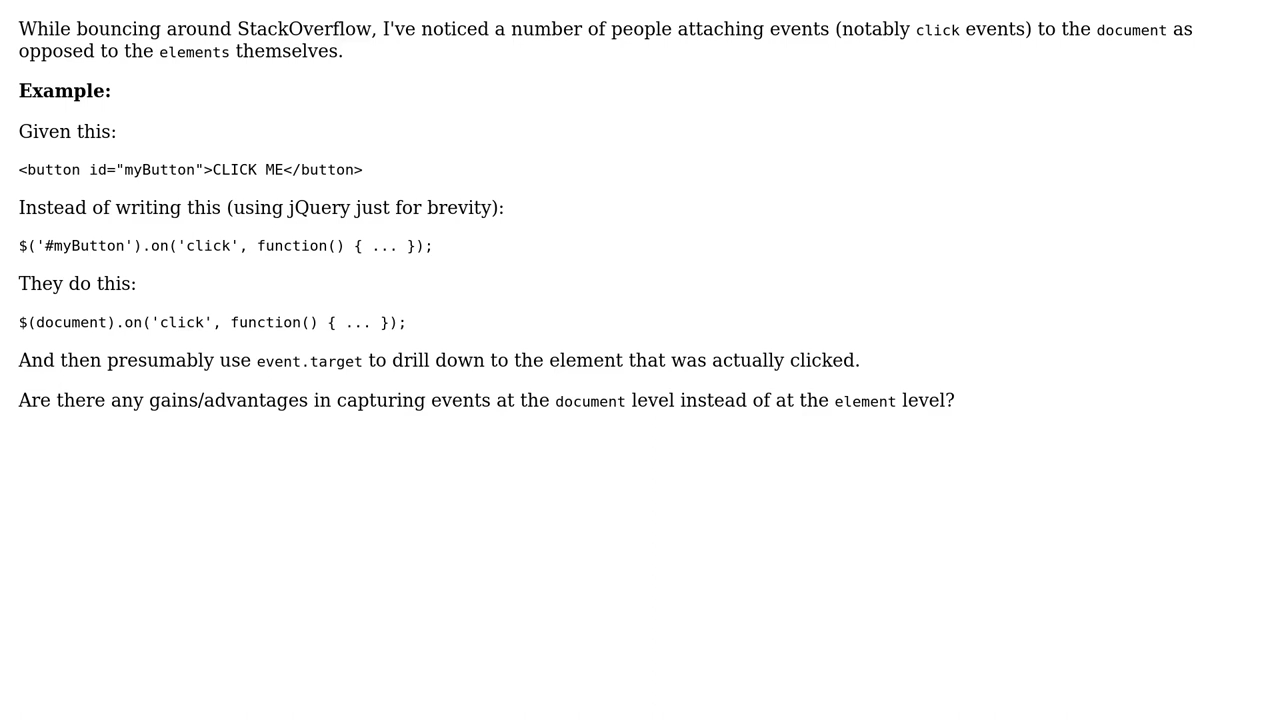 While bouncing around StackOverflow, I've noticed a number of people attaching events (notably click events) to the document as
opposed to the elements themselves.
Example:
Given this:
<button id="myButton">CLICK ME</button>
Instead of writing this (using jQuery just for brevity):
$('#myButton').on('click', function() { ... });
They do this:
$(document).on('click', function() { ... });
And then presumably use event.target to drill down to the element that was actually clicked.
Are there any gains/advantages in capturing events at the document level instead of at the element level?